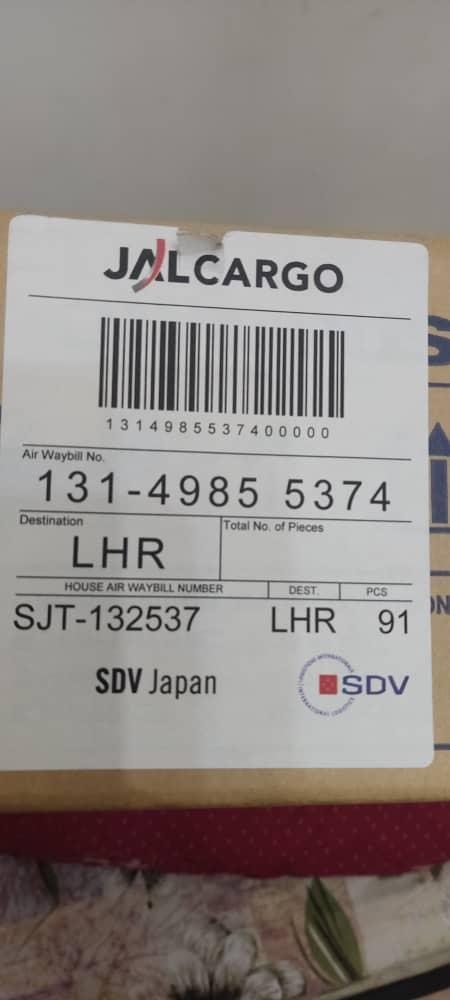 JALCARGO
1314985537400000
Air Waybill No.
131-4985 5374
Destination
Total No. of Pieces
LHR
HOUSE AIR WAYBILL NUMBER DEST. PCS
SJT-132537 LHR 91
SDV Japan
SDV